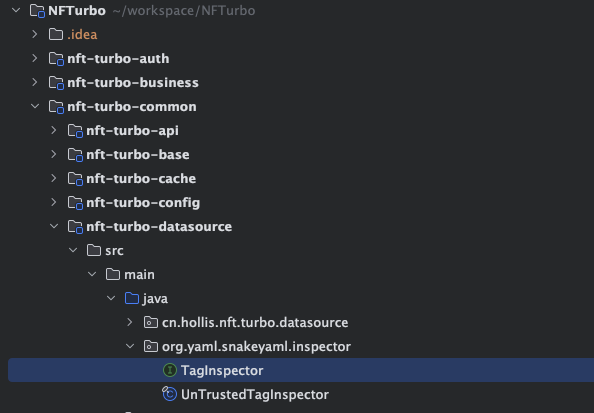 NFTurbo ~/workspace/NFTurbo
.idea
nft-turbo-auth
nft-turbo-business
nft-turbo-common
nft-turbo-api
nft-turbo-base
nft-turbo-cache
nft-turbo-config
nft-turbo-datasource
src
main
java
cn.hollis.nft.turbo.datasource
org.yaml.snakeyaml.inspector
I TagInspector
C UnTrustedTagInspector